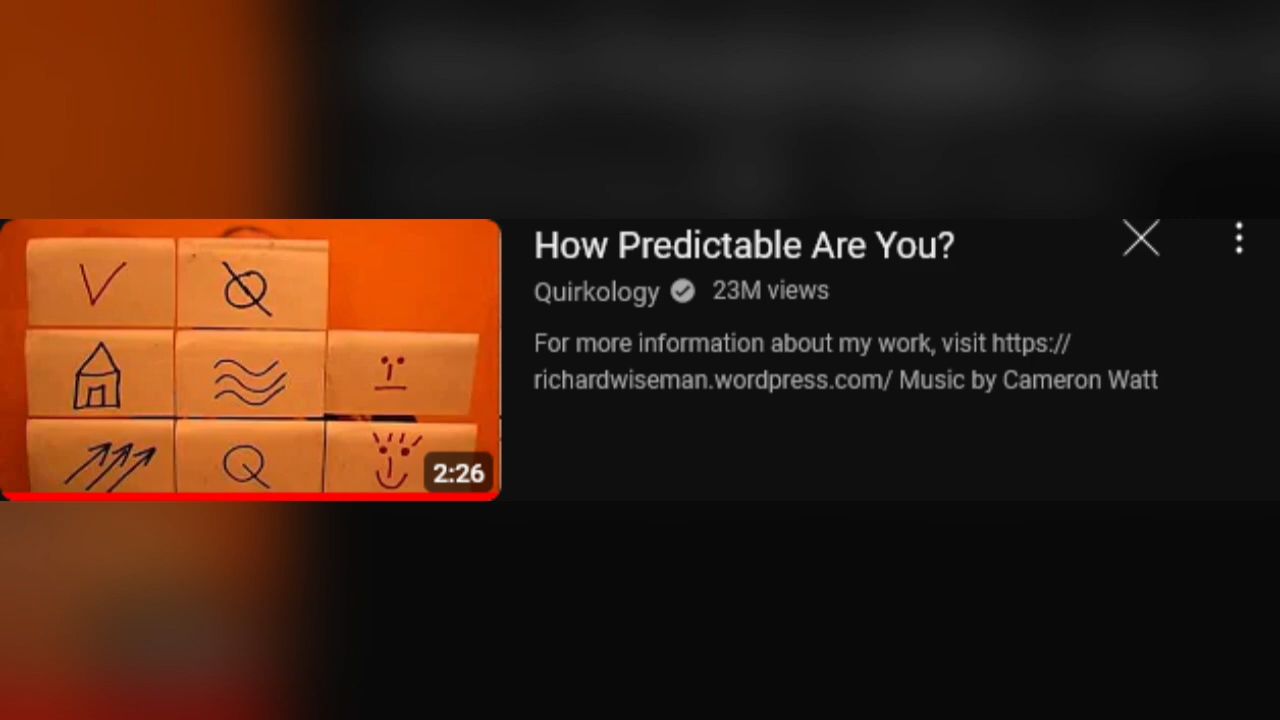 How Predictable Are You?
Quirkology 23M views
For more information about my work, visit https://
richardwiseman.wordpress.com/ Music by Cameron Watt
Q
2:26